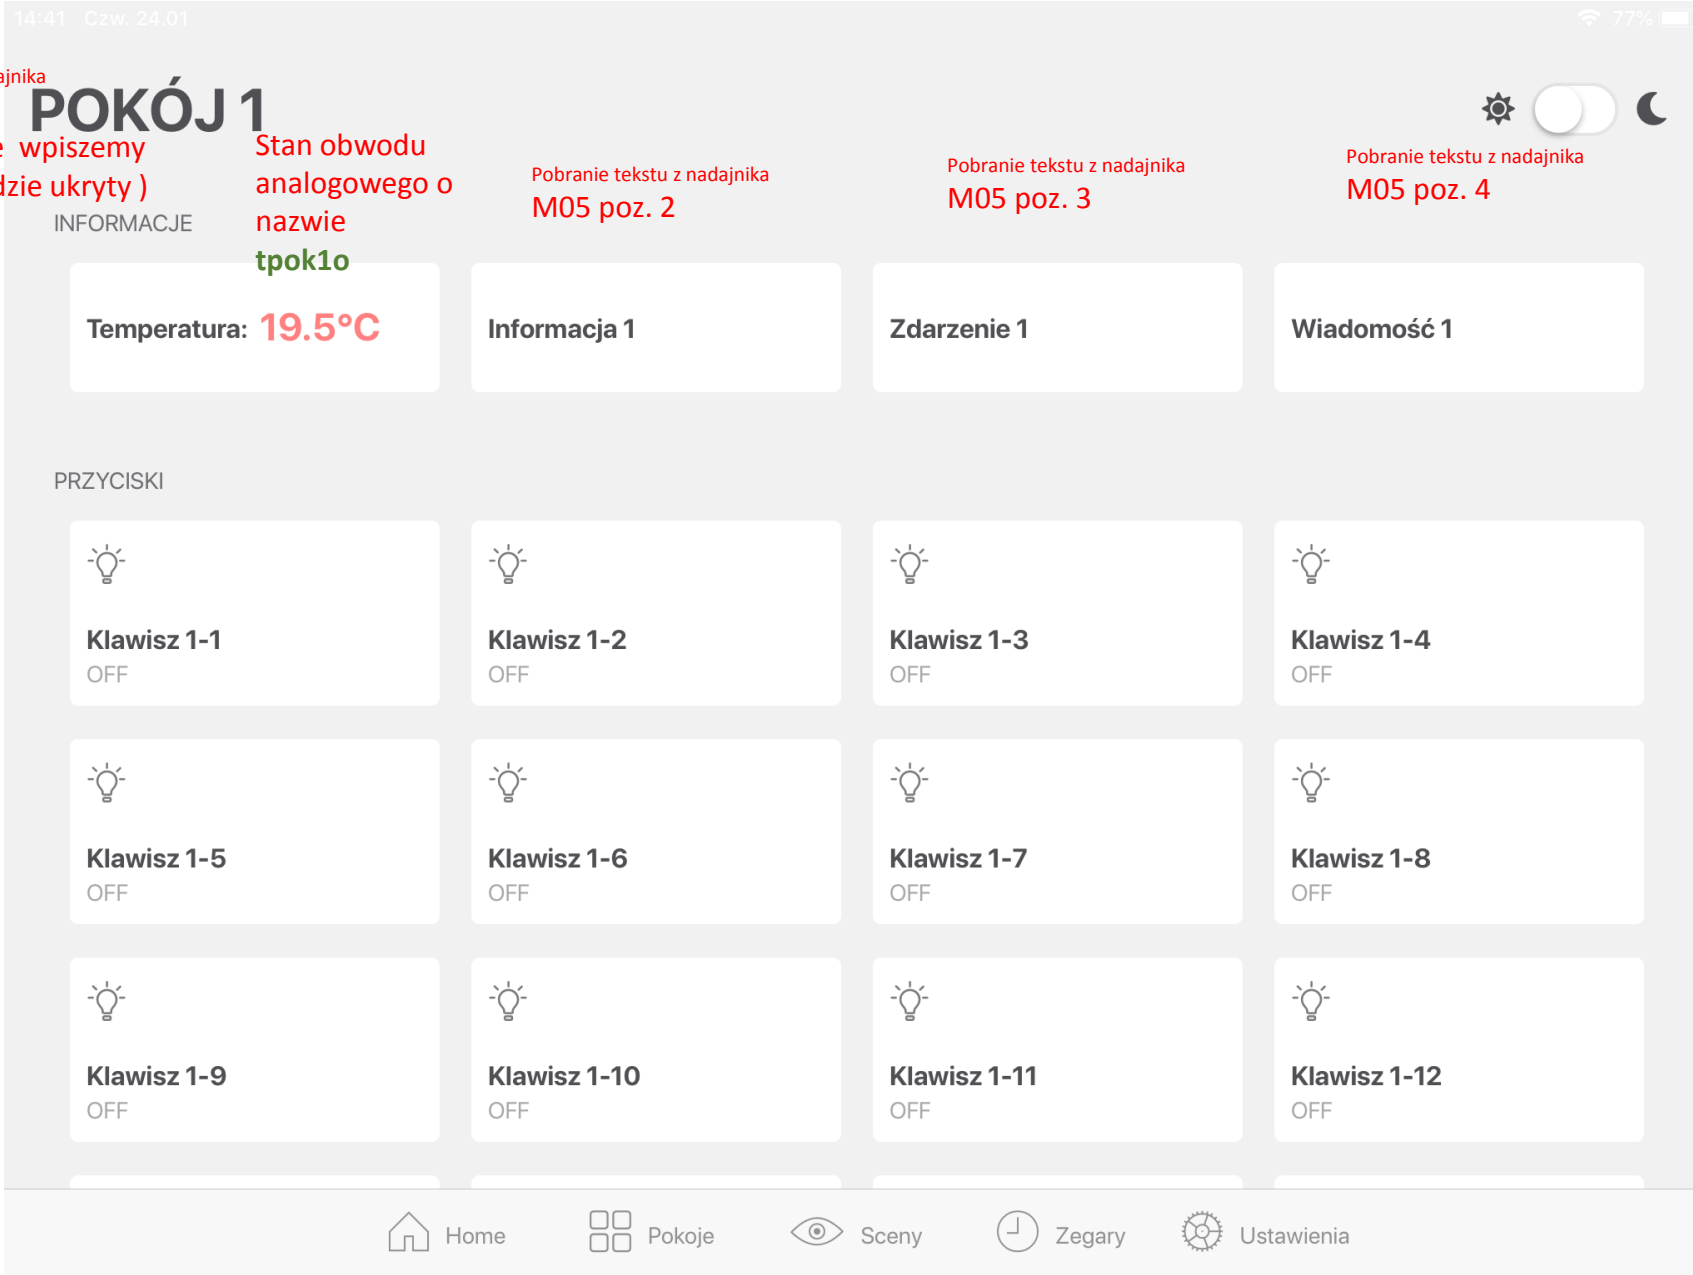 14:41 Czw. 24.01
77%
ajnika
POKÓJ 1
e wpiszemy
dzie ukryty )
Stan obwodu
analogowego o
nazwie
tpok1o
Pobranie tekstu z nadajnika
M05 poz. 2
Pobranie tekstu z nadajnika
M05 poz. 3
Pobranie tekstu z nadajnika
M05 poz. 4
INFORMACJE
Temperatura: 19.5°C
Informacja 1
Zdarzenie 1
Wiadomość 1
PRZYCISKI
Klawisz 1-1
OFF
Klawisz 1-2
OFF
Klawisz 1-3
OFF
Klawisz 1-4
OFF
Klawisz 1-5
OFF
Klawisz 1-6
OFF
Klawisz 1-7
OFF
Klawisz 1-8
OFF
Klawisz 1-9
OFF
Klawisz 1-10
OFF
Klawisz 1-11
OFF
Klawisz 1-12
OFF
Home
Pokoje
Sceny
Zegary
Ustawienia